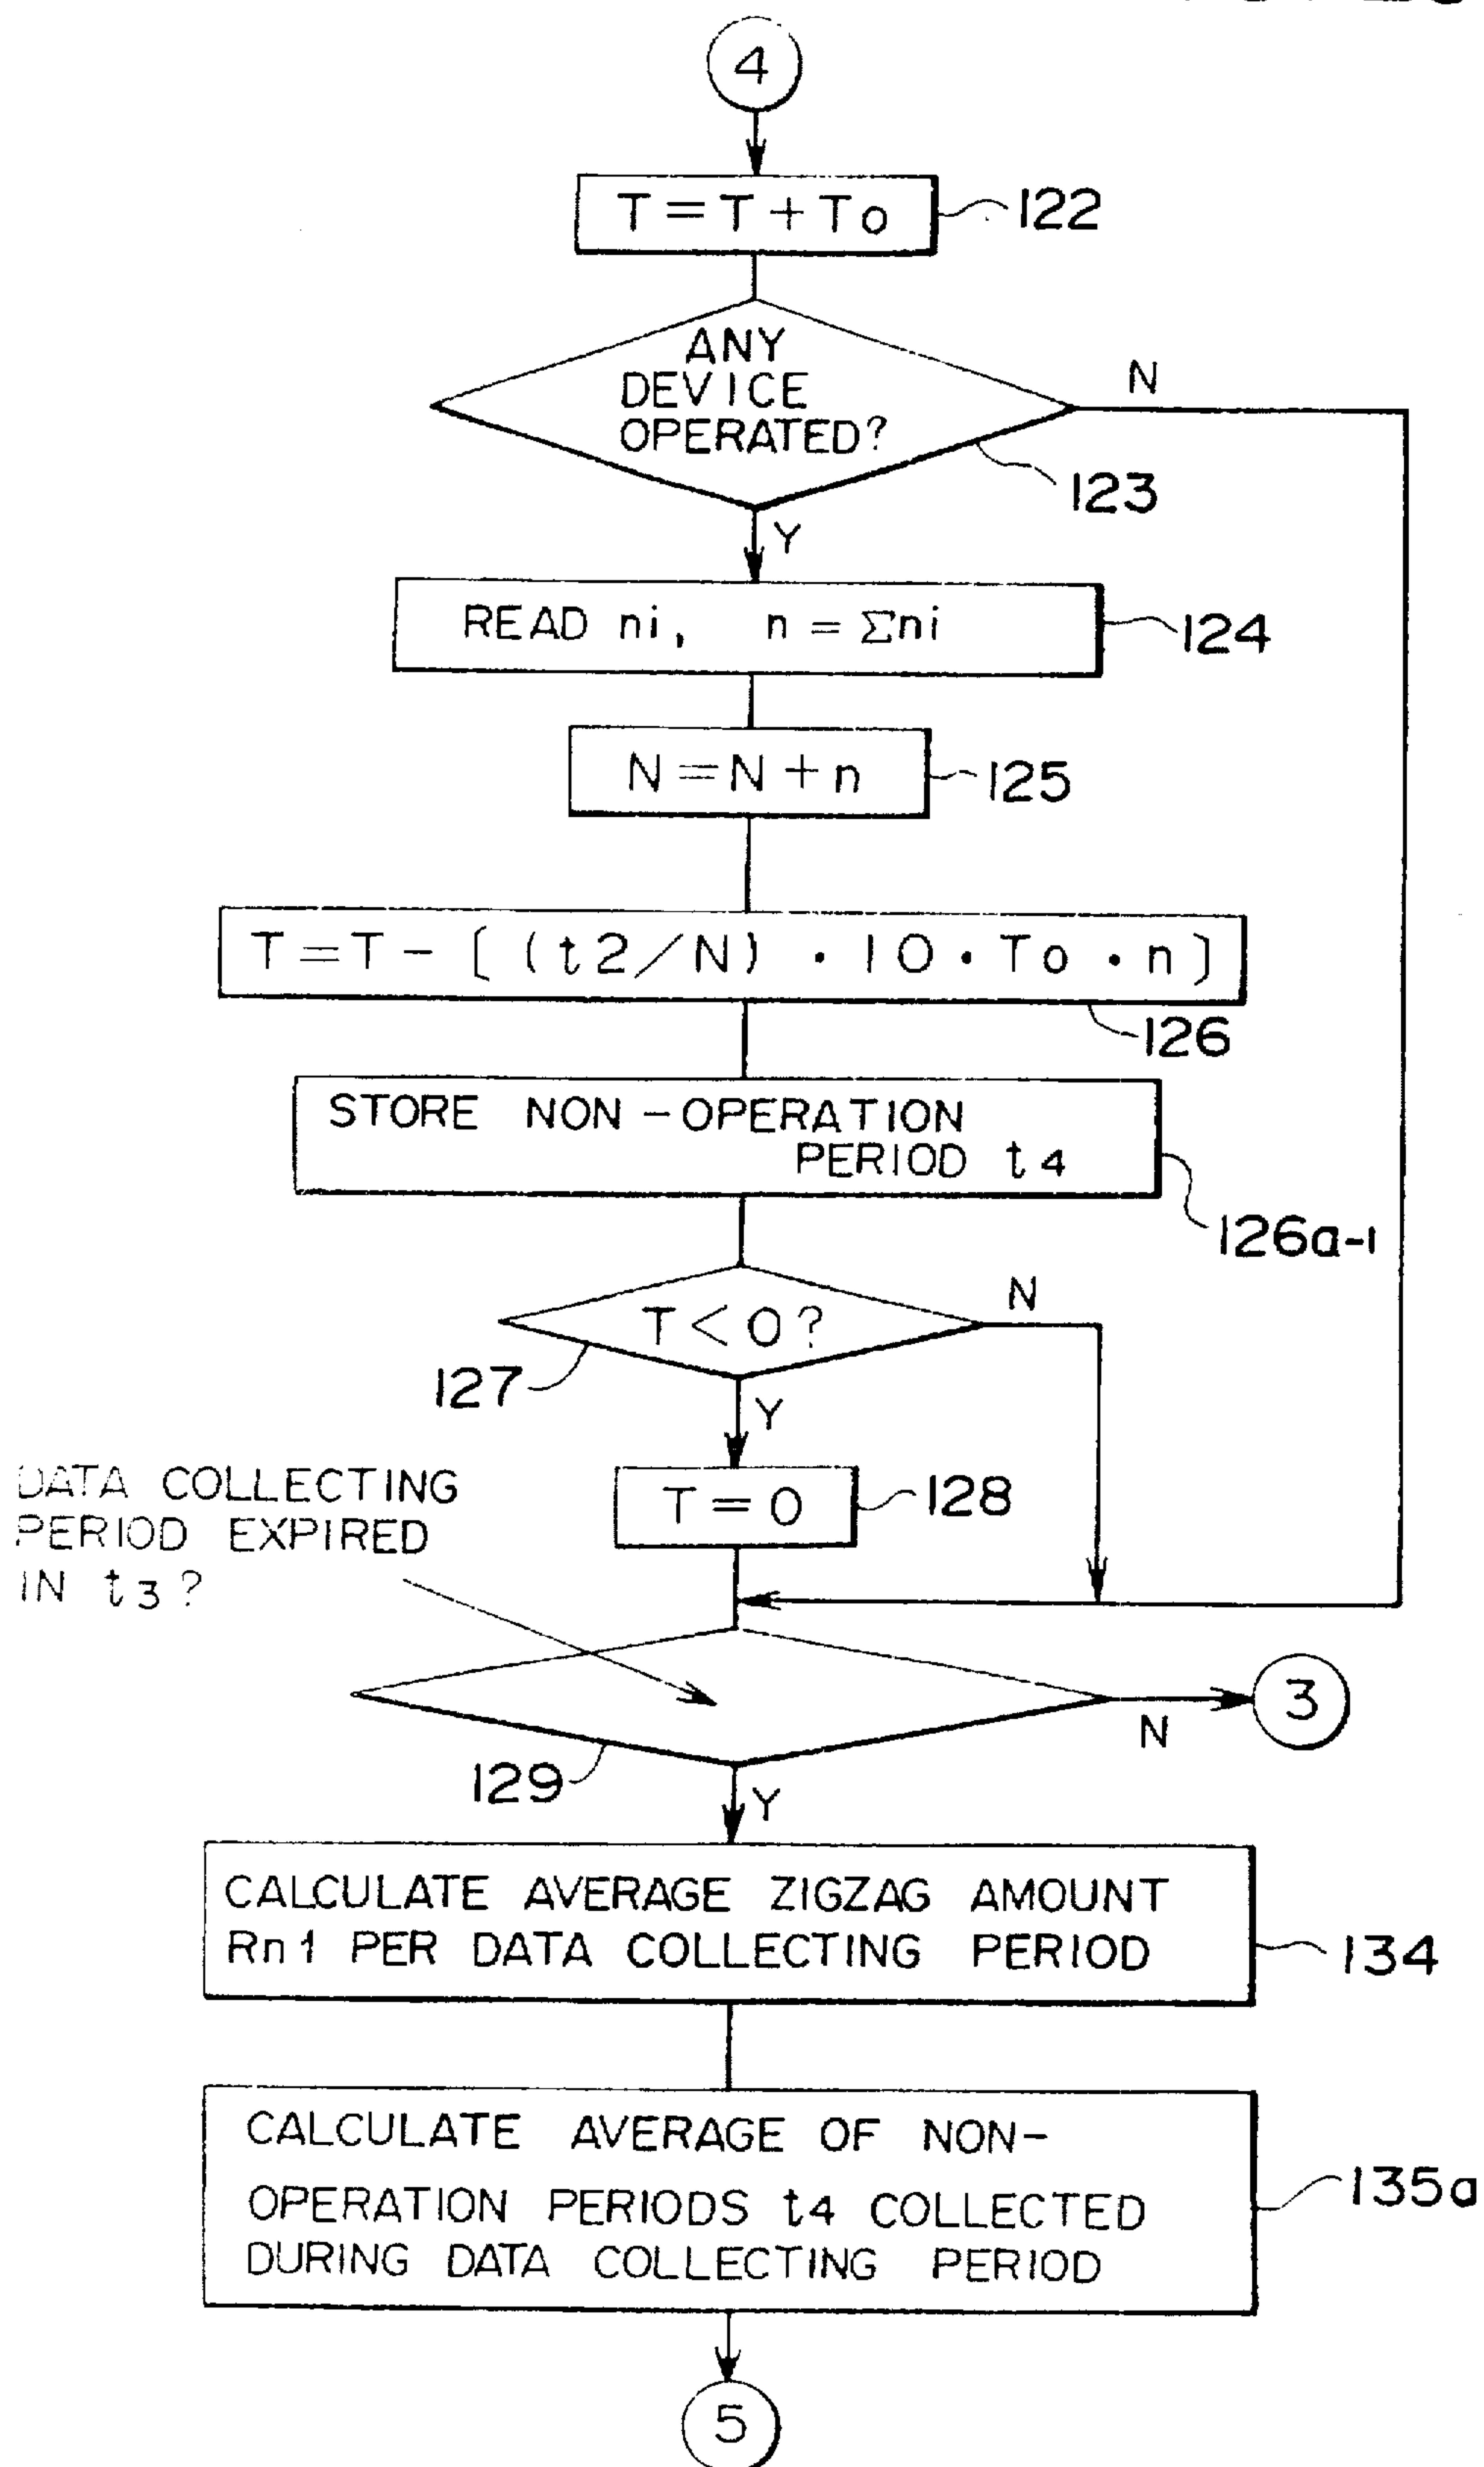 4
T = T + To
122
ANY
DEVICE
OPERATED?
N
123
Y
READ ni, n = Σni
124
N = N + n
125
T = T - [ (t2/N) · 10 · To · n ]
126
STORE NON-OPERATION
PERIOD t4
126a-1
T < 0 ?
N
127
Y
T = 0
128
DATA COLLECTING
PERIOD EXPIRED
IN t3 ?
3
N
129
Y
CALCULATE AVERAGE ZIGZAG AMOUNT
Rn1 PER DATA COLLECTING PERIOD
134
CALCULATE AVERAGE OF NON-
OPERATION PERIODS t4 COLLECTED
DURING DATA COLLECTING PERIOD
135a
5